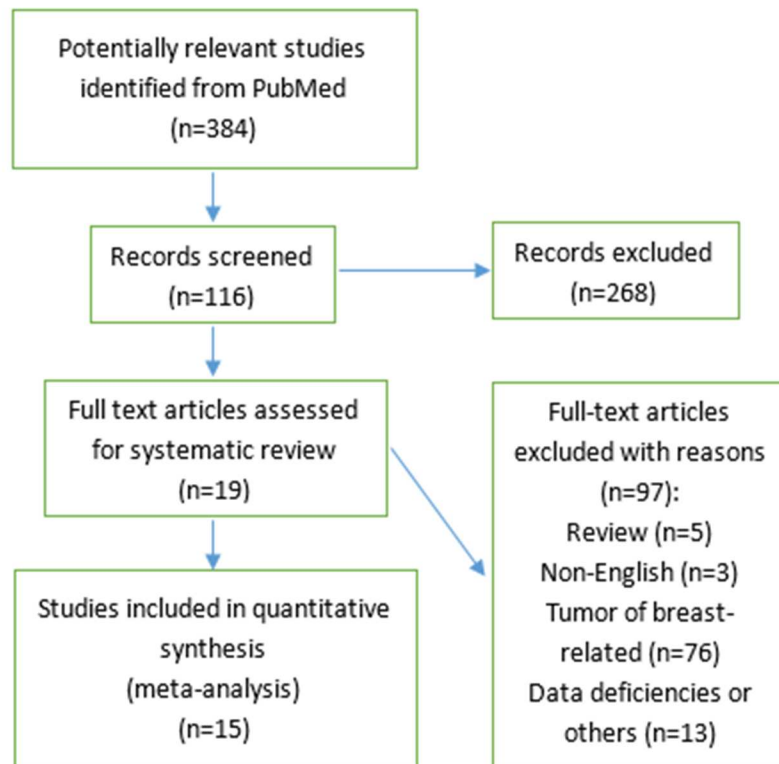 Potentially relevant studies
identified from PubMed
(n=384)
Records screened
(n=116)
Records excluded
(n=268)
Full text articles assessed
for systematic review
(n=19)
Full-text articles
excluded with reasons
(n=97):
Review (n=5)
Non-English (n=3)
Tumor of breast-
related (n=76)
Data deficiencies or
others (n=13)
Studies included in quantitative
synthesis
(meta-analysis)
(n=15)